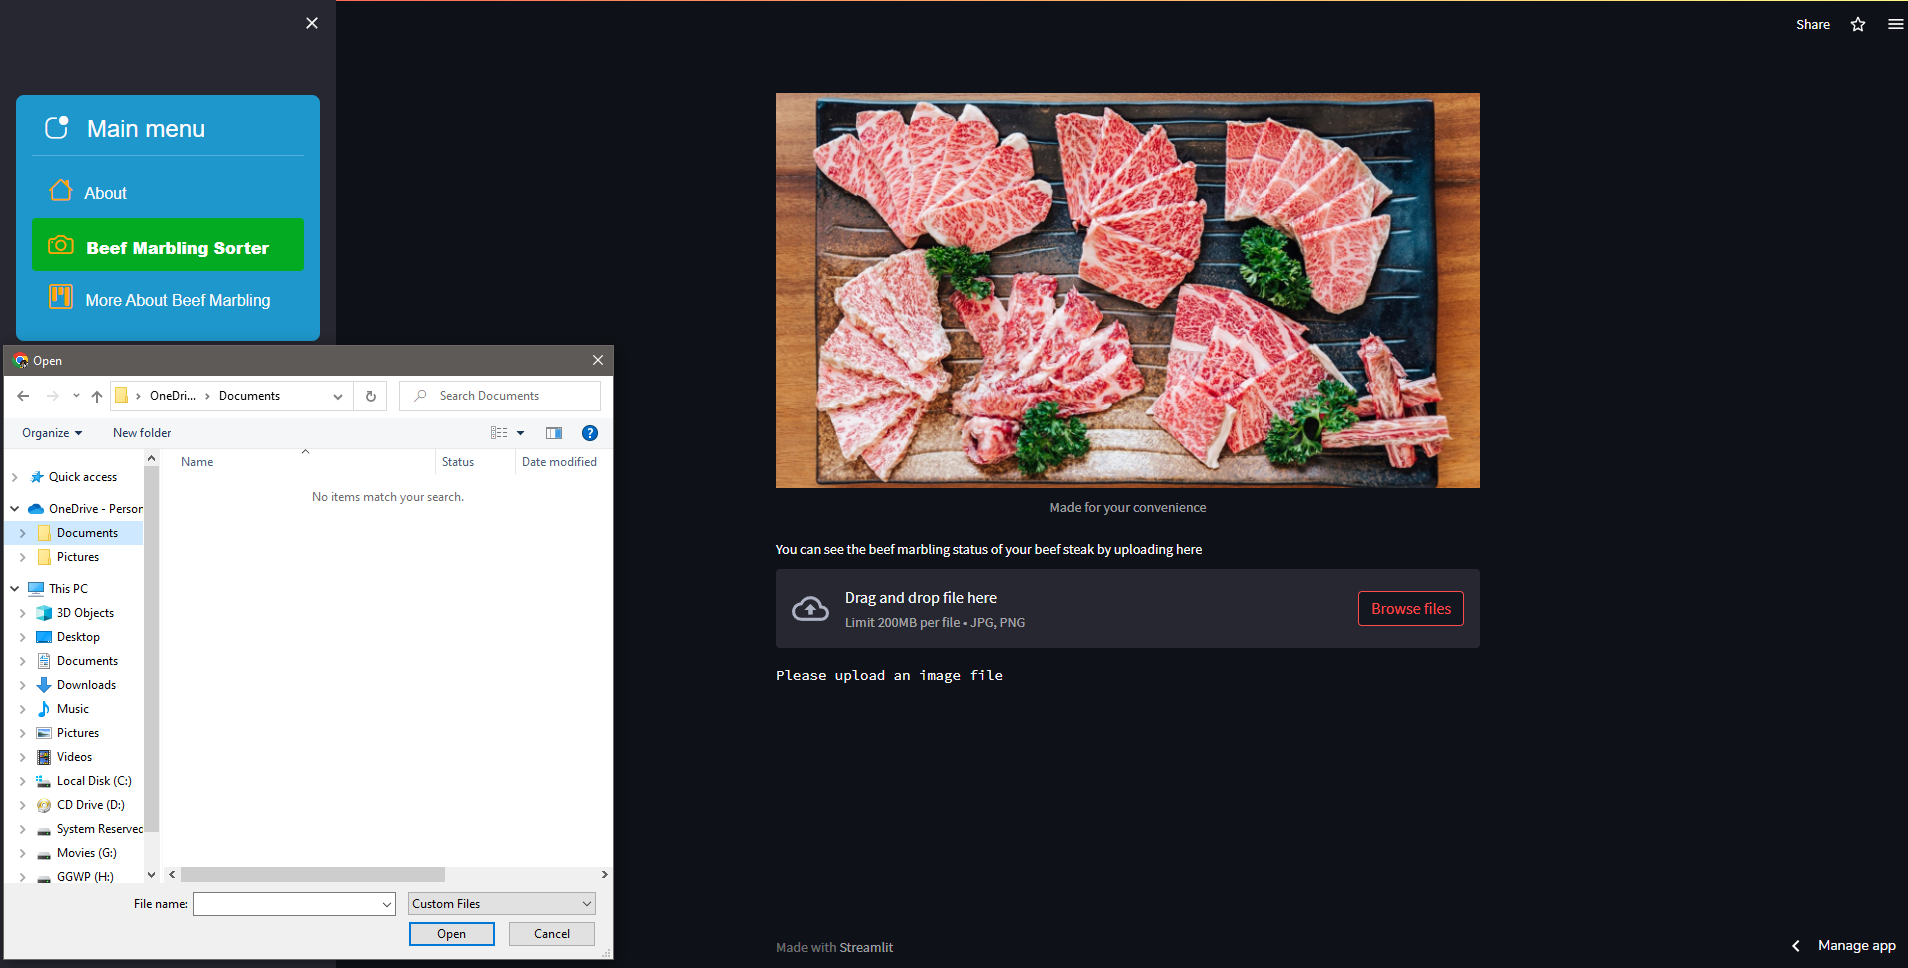 Share
Main menu
About
Beef Marbling Sorter
More About Beef Marbling
Open
OneDri... Documents
Search Documents
Organize
New folder
Name
Status
Date modified
No items match your search.
Quick access
OneDrive - Person
Documents
Pictures
This PC
3D Objects
Desktop
Documents
Downloads
Music
Pictures
Videos
Local Disk (C:)
CD Drive (D:)
System Reserved
Movies (G:)
GGWP (H:)
File name:
Custom Files
Open
Cancel
Made for your convenience
You can see the beef marbling status of your beef steak by uploading here
Drag and drop file here
Limit 200MB per file • JPG, PNG
Browse files
Please upload an image file
Made with Streamlit
Manage app